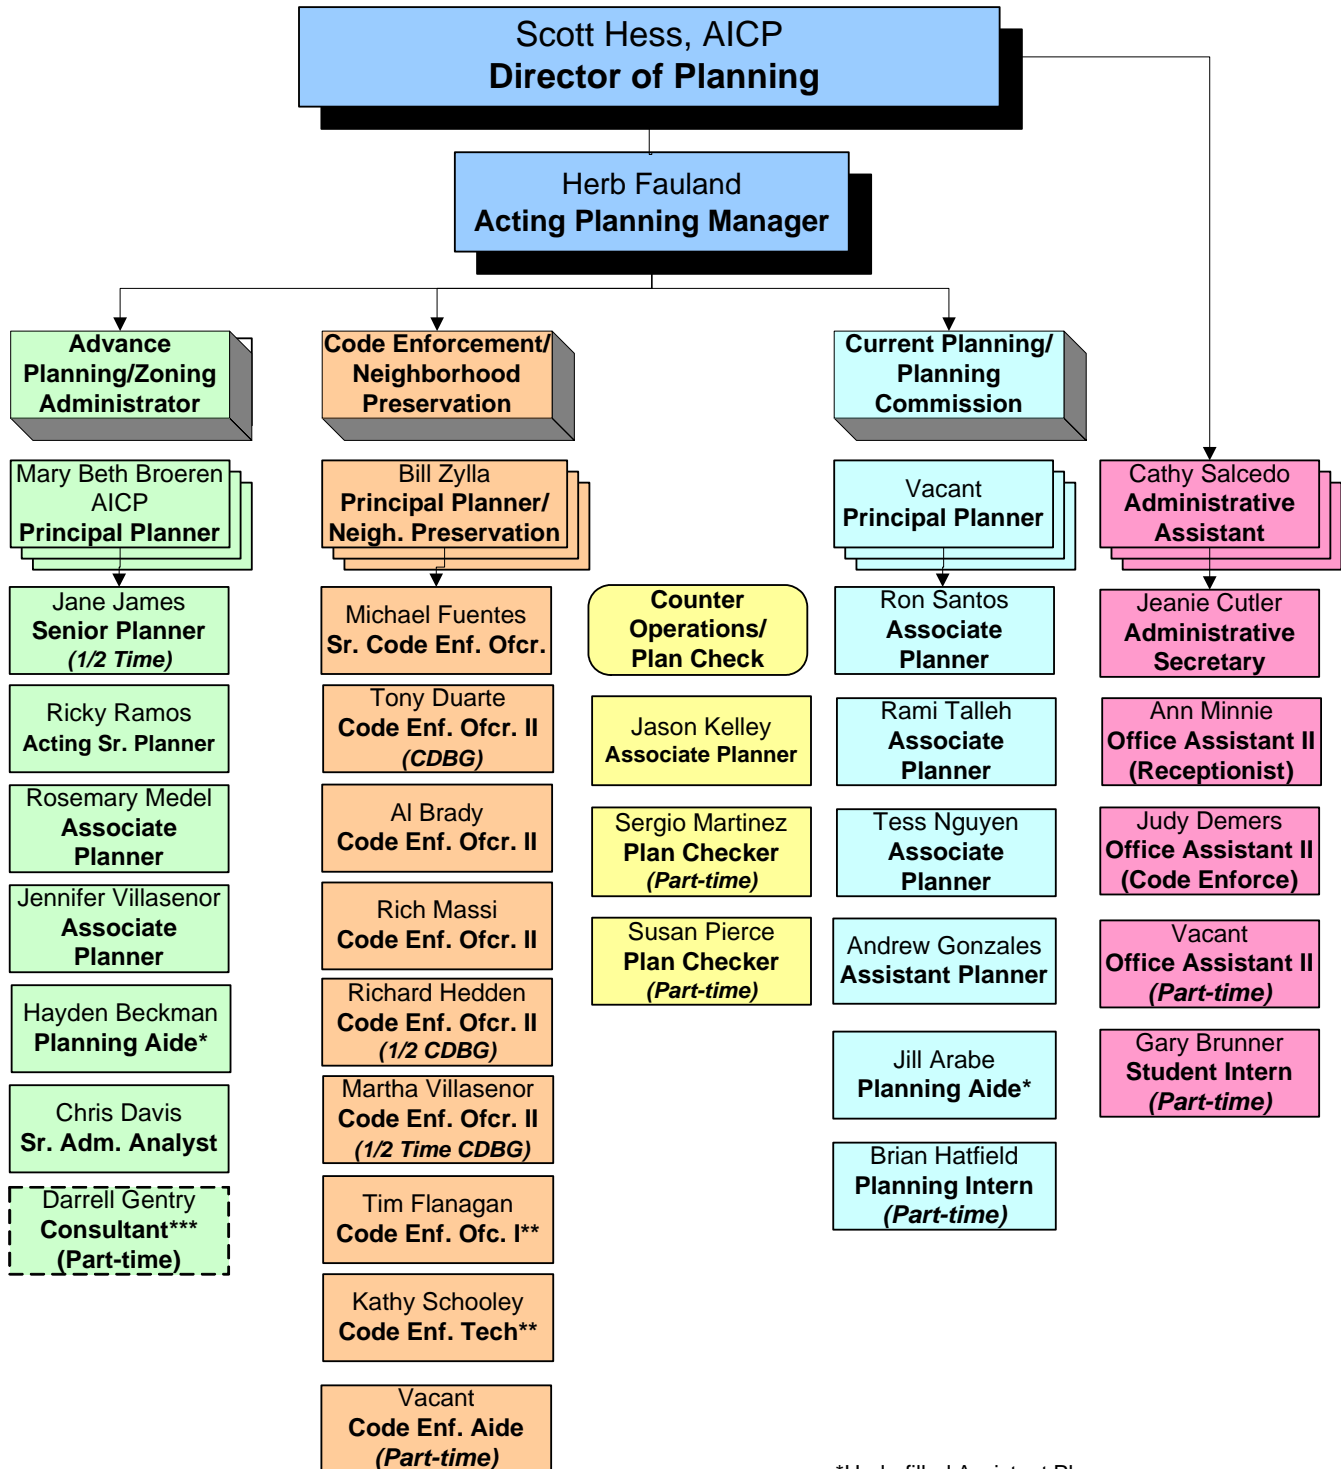 Scott Hess, AICP
Director of Planning
Herb Fauland
Acting Planning Manager
Advance
Planning/Zoning
Administrator
Mary Beth Broeren
AICP
Principal Planner
Jane James
Senior Planner
(1/2 Time)
Ricky Ramos
Acting Sr. Planner
Rosemary Medel
Associate
Planner
Jennifer Villasenor
Associate
Planner
Hayden Beckman
Planning Aide*
Chris Davis
Sr. Adm. Analyst
Darrell Gentry
Consultant***
(Part-time)
Code Enforcement/
Neighborhood
Preservation
Bill Zylla
Principal Planner/
Neigh. Preservation
Michael Fuentes
Sr. Code Enf. Ofcr.
Tony Duarte
Code Enf. Ofcr. II
(CDBG)
Al Brady
Code Enf. Ofcr. II
Rich Massi
Code Enf. Ofcr. II
Richard Hedden
Code Enf. Ofcr. II
(1/2 CDBG)
Martha Villasenor
Code Enf. Ofcr. II
(1/2 Time CDBG)
Tim Flanagan
Code Enf. Ofc. I**
Kathy Schooley
Code Enf. Tech**
Vacant
Code Enf. Aide
(Part-time)
Counter
Operations/
Plan Check
Jason Kelley
Associate Planner
Sergio Martinez
Plan Checker
(Part-time)
Susan Pierce
Plan Checker
(Part-time)
Current Planning/
Planning
Commission
Vacant
Principal Planner
Ron Santos
Associate
Planner
Rami Talleh
Associate
Planner
Tess Nguyen
Associate
Planner
Andrew Gonzales
Assistant Planner
Jill Arabe
Planning Aide*
Brian Hatfield
Planning Intern
(Part-time)
Cathy Salcedo
Administrative
Assistant
Jeanie Cutler
Administrative
Secretary
Ann Minnie
Office Assistant II
(Receptionist)
Judy Demers
Office Assistant II
(Code Enforce)
Vacant
Office Assistant II
(Part-time)
Gary Brunner
Student Intern
(Part-time)